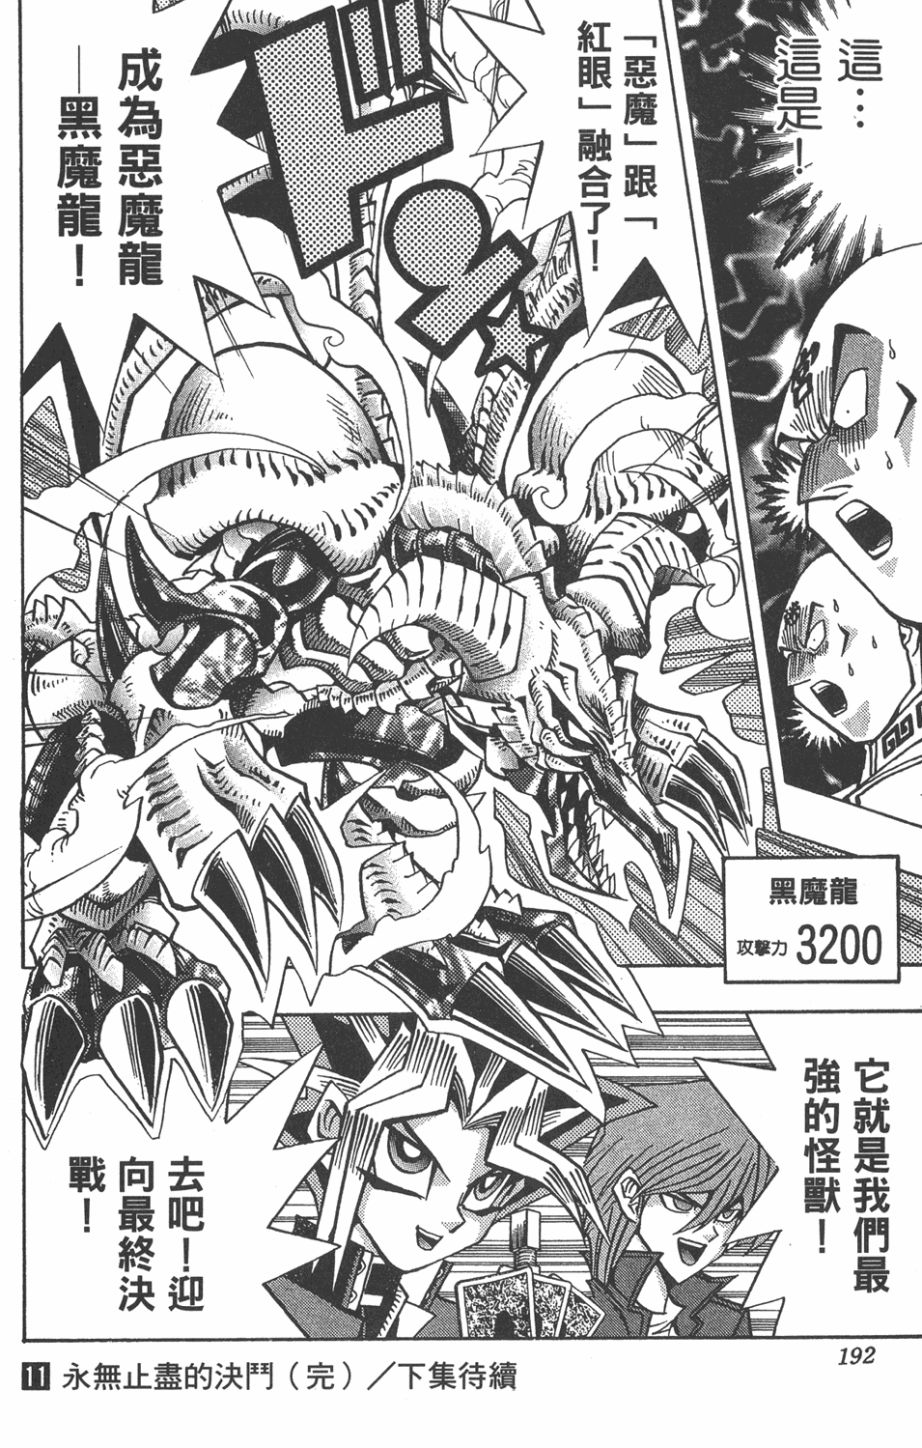 這…
這是！
「惡魔」跟「
紅眼」融合了！
ドン☆
成為惡魔龍
——黑魔龍！
宮
黑魔龍
攻擊力 3200
它就是我們最
強的怪獸！
去吧！迎
向最終決
戰！
192
11 永無止盡的決鬥（完）／下集待續